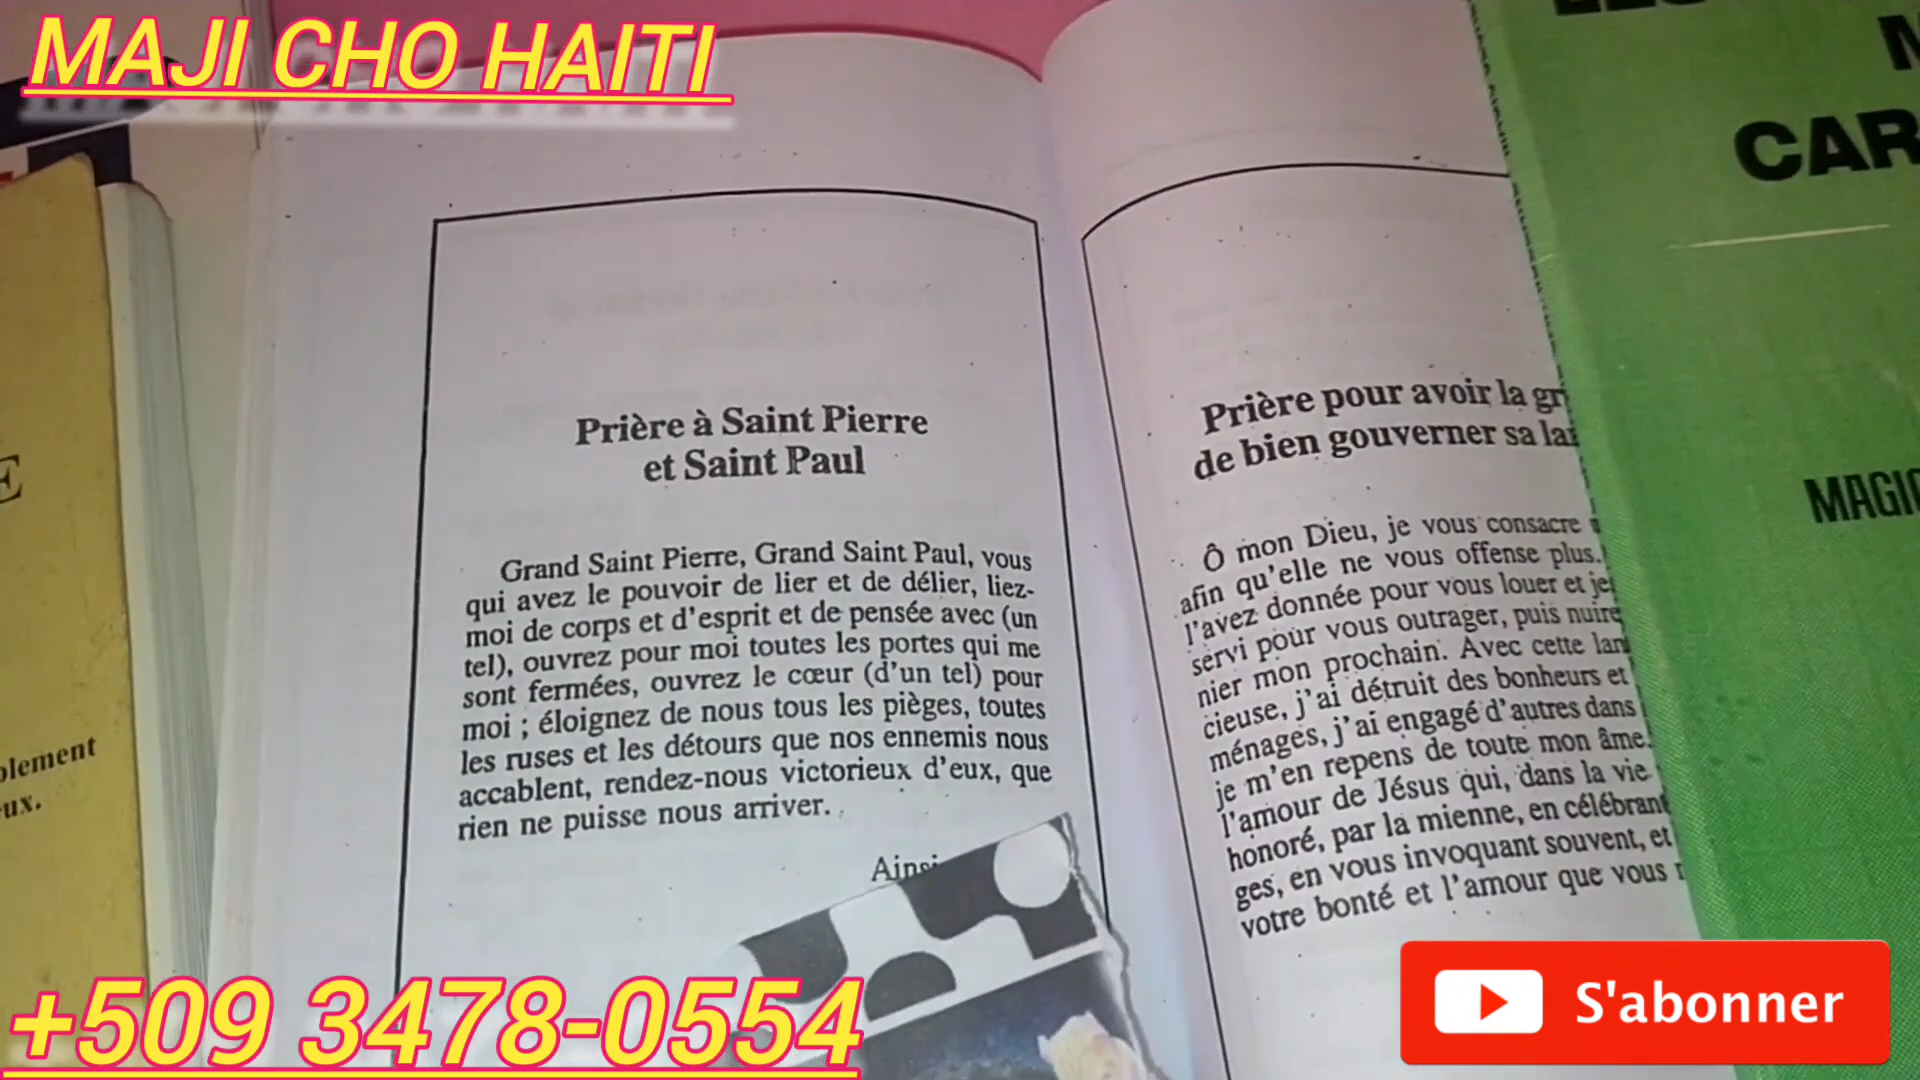 MAJI CHO HAITI
Prière à Saint Pierre
et Saint Paul
Grand Saint Pierre, Grand Saint Paul, vous
qui avez le pouvoir de lier et de délier, liez-
moi de corps et d'esprit et de pensée avec (un
tel), ouvrez pour moi toutes les portes qui me
sont fermées, ouvrez le cœur (d'un tel) pour
moi ; éloignez de nous tous les pièges, toutes
les ruses et les détours que nos ennemis nous
accablent, rendez-nous victorieux d'eux, que
rien ne puisse nous arriver.
Prière pour avoir la
de bien gouverner sa
Ô mon Dieu, je vous consacre
afin qu'elle ne vous offense plus.
l'avez donnée pour vous louer et je
servi pour vous outrager, puis nuire
nier mon prochain. Avec cette
cieuse, j'ai détruit des bonheurs et
ménages, j'ai engagé d'autres dans
je m'en repens de toute mon âme.
l'amour de Jésus qui, dans la vie
honoré, par la mienne, en célébrant
ges, en vous invoquant souvent, et
votre bonté et l'amour que vous
CAR
MAGIC
E
plement
ux.
+509 3478-0554
S'abonner